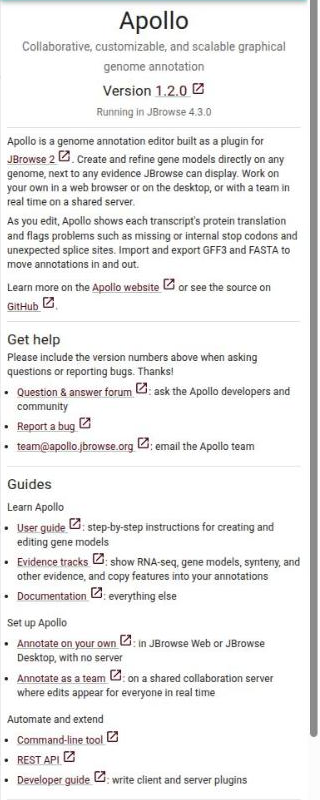 Apollo
Collaborative, customizable, and scalable graphical
genome annotation
Version 1.2.0
Running in JBrowse 4.3.0
Apollo is a genome annotation editor built as a plugin for
JBrowse 2. Create and refine gene models directly on any
genome, next to any evidence JBrowse can display. Work on
your own in a web browser or on the desktop, or with a team in
real time on a shared server.
As you edit, Apollo shows each transcript's protein translation
and flags problems such as missing or internal stop codons and
unexpected splice sites. Import and export GFF3 and FASTA to
move annotations in and out.
Learn more on the Apollo website or see the source on
GitHub.
Get help
Please include the version numbers above when asking
questions or reporting bugs. Thanks!
• Question & answer forum: ask the Apollo developers and
community
• Report a bug
• team@apollo.jbrowse.org: email the Apollo team
Guides
Learn Apollo
• User guide: step-by-step instructions for creating and
editing gene models
• Evidence tracks: show RNA-seq, gene models, synteny, and
other evidence, and copy features into your annotations
• Documentation: everything else
Set up Apollo
• Annotate on your own: in JBrowse Web or JBrowse
Desktop, with no server
• Annotate as a team: on a shared collaboration server
where edits appear for everyone in real time
Automate and extend
• Command-line tool
• REST API
• Developer guide: write client and server plugins